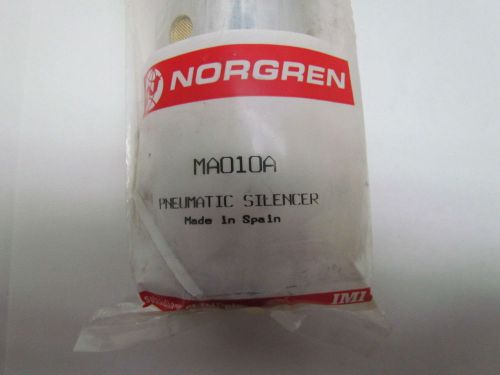 NORGREN
MA010A
PNEUMATIC SILENCER
Made in Spain
IMI